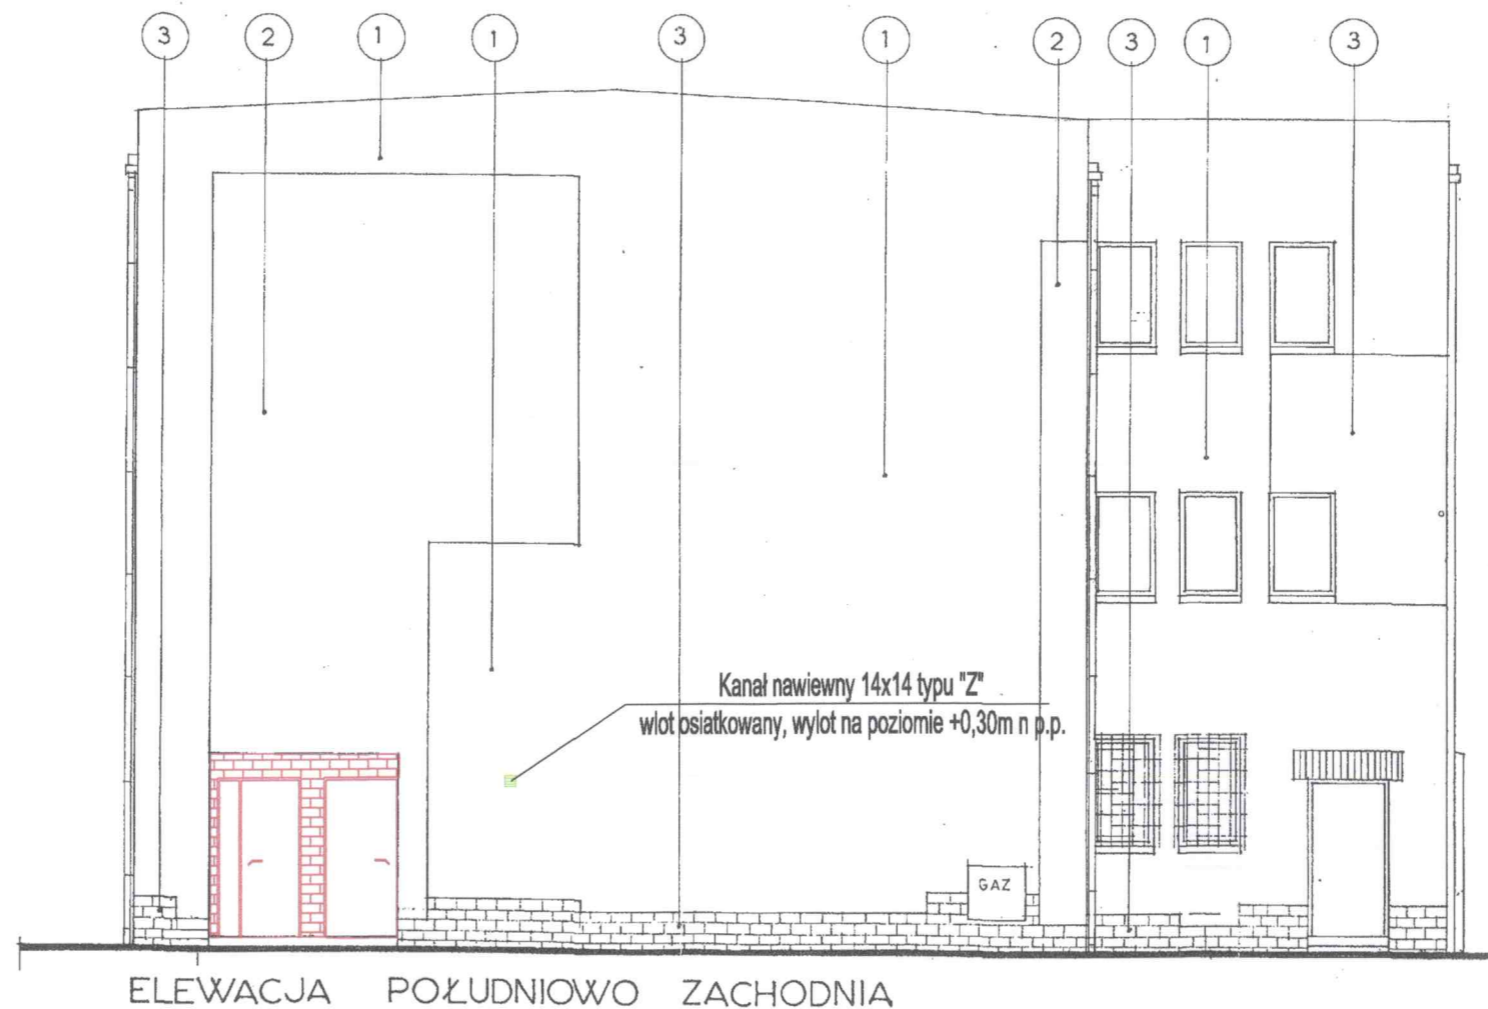 3 2 1 1 3 1 2 3 1 3
Kanał nawiewny 14x14 typu "Z"
wlot osiatkowany, wylot na poziomie +0,30m n p.p.
GAZ
ELEWACJA POŁUDNIOWO ZACHODNIA